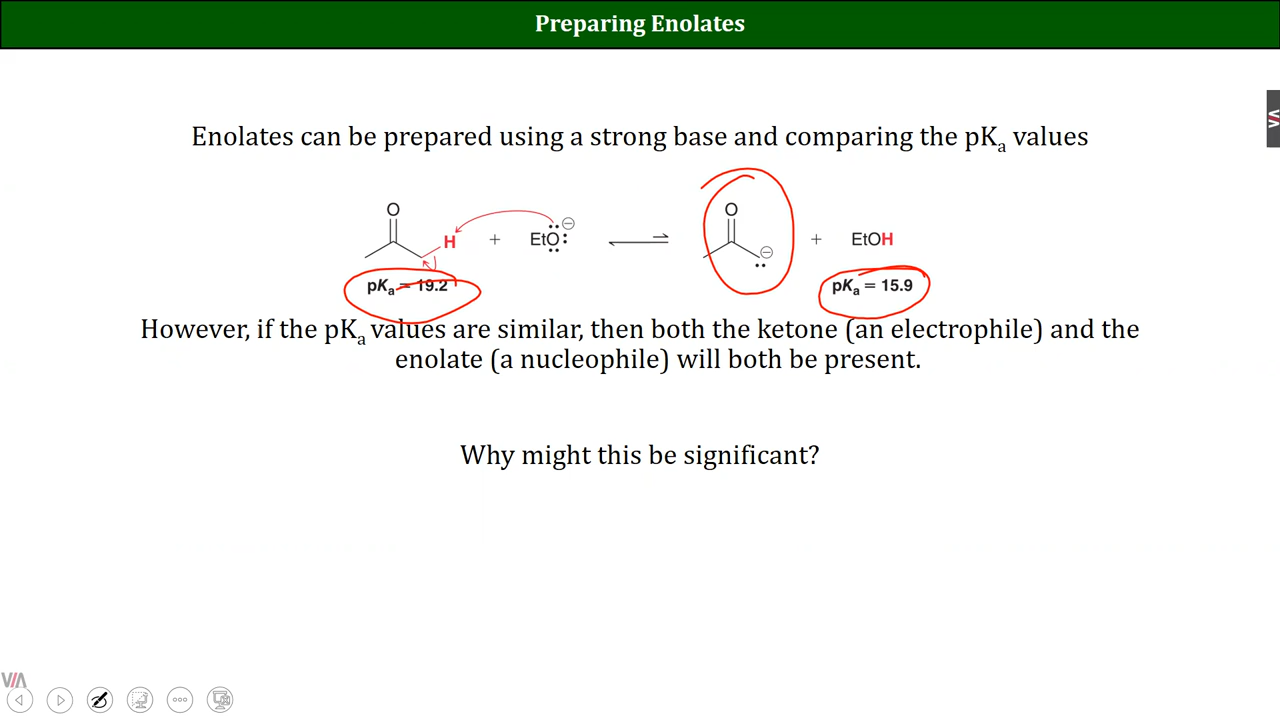 Preparing Enolates
Enolates can be prepared using a strong base and comparing the pKa values
O
H + EtO ⊖ O ⊖ + EtOH
pKa = 19.2 pKa = 15.9
However, if the pKa values are similar, then both the ketone (an electrophile) and the
enolate (a nucleophile) will both be present.
Why might this be significant?
VIA